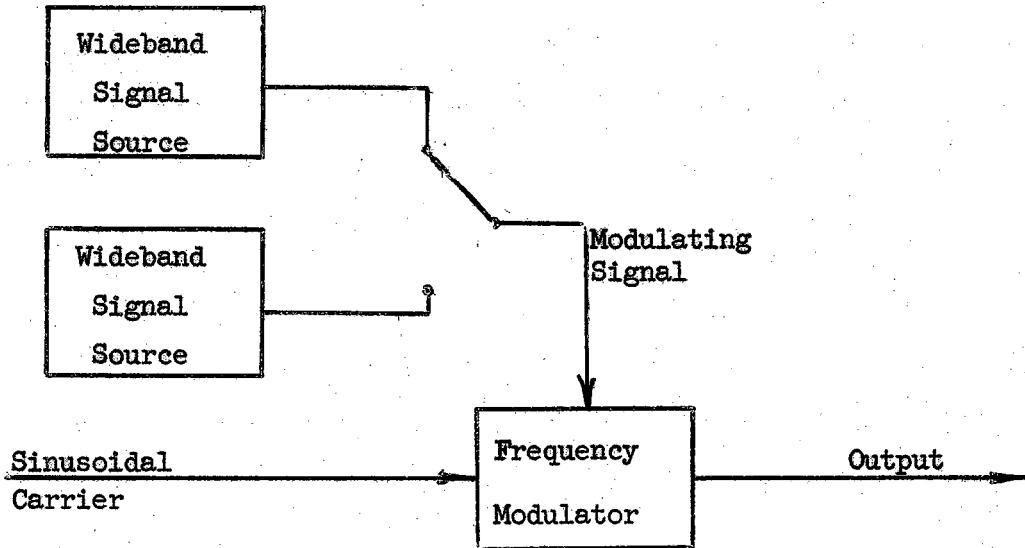 Wideband
Signal
Source
Wideband
Signal
Source
Modulating
Signal
Frequency
Modulator
Sinusoidal
Carrier
Output